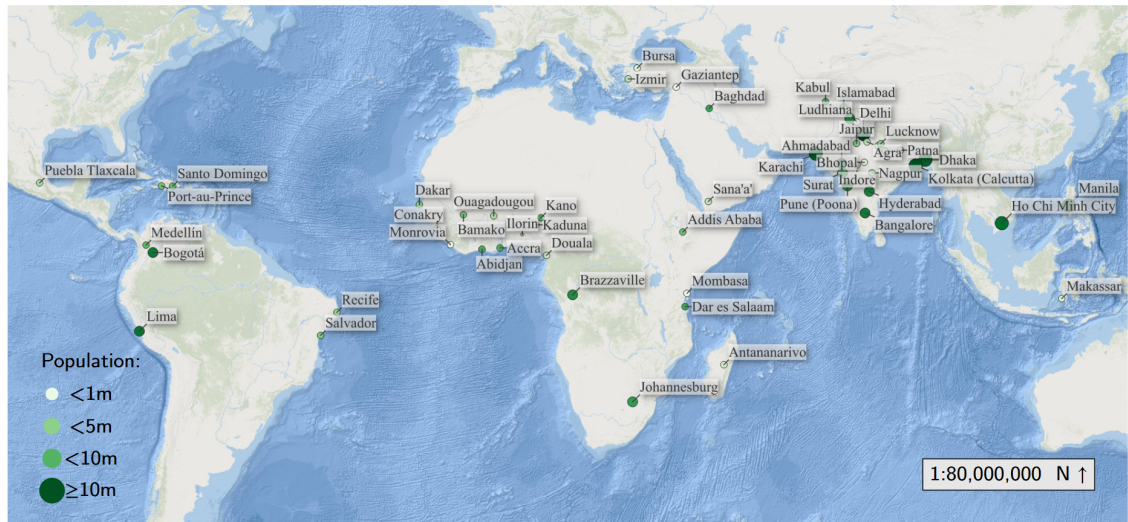 Bursa
Izmir
Gaziantep
Baghdad
Kabul
Islamabad
Ludhiana
Delhi
Jaipur
Lucknow
Ahmadabad
Agra
Patna
Karachi
Bhopal
Dhaka
Nagpur
Surat
Indore
Kolkata (Calcutta)
Pune (Poona)
Hyderabad
Bangalore
Manila
Ho Chi Minh City
Makassar
Puebla Tlaxcala
Santo Domingo
Port-au-Prince
Medellín
Bogotá
Lima
Recife
Salvador
Dakar
Ouagadougou
Conakry
Bamako
Ilorin
Kano
Kaduna
Monrovia
Abidjan
Accra
Douala
Sana'a'
Addis Ababa
Brazzaville
Mombasa
Dar es Salaam
Antananarivo
Johannesburg
Population:
<1m
<5m
<10m
≥10m
1:80,000,000 N ↑